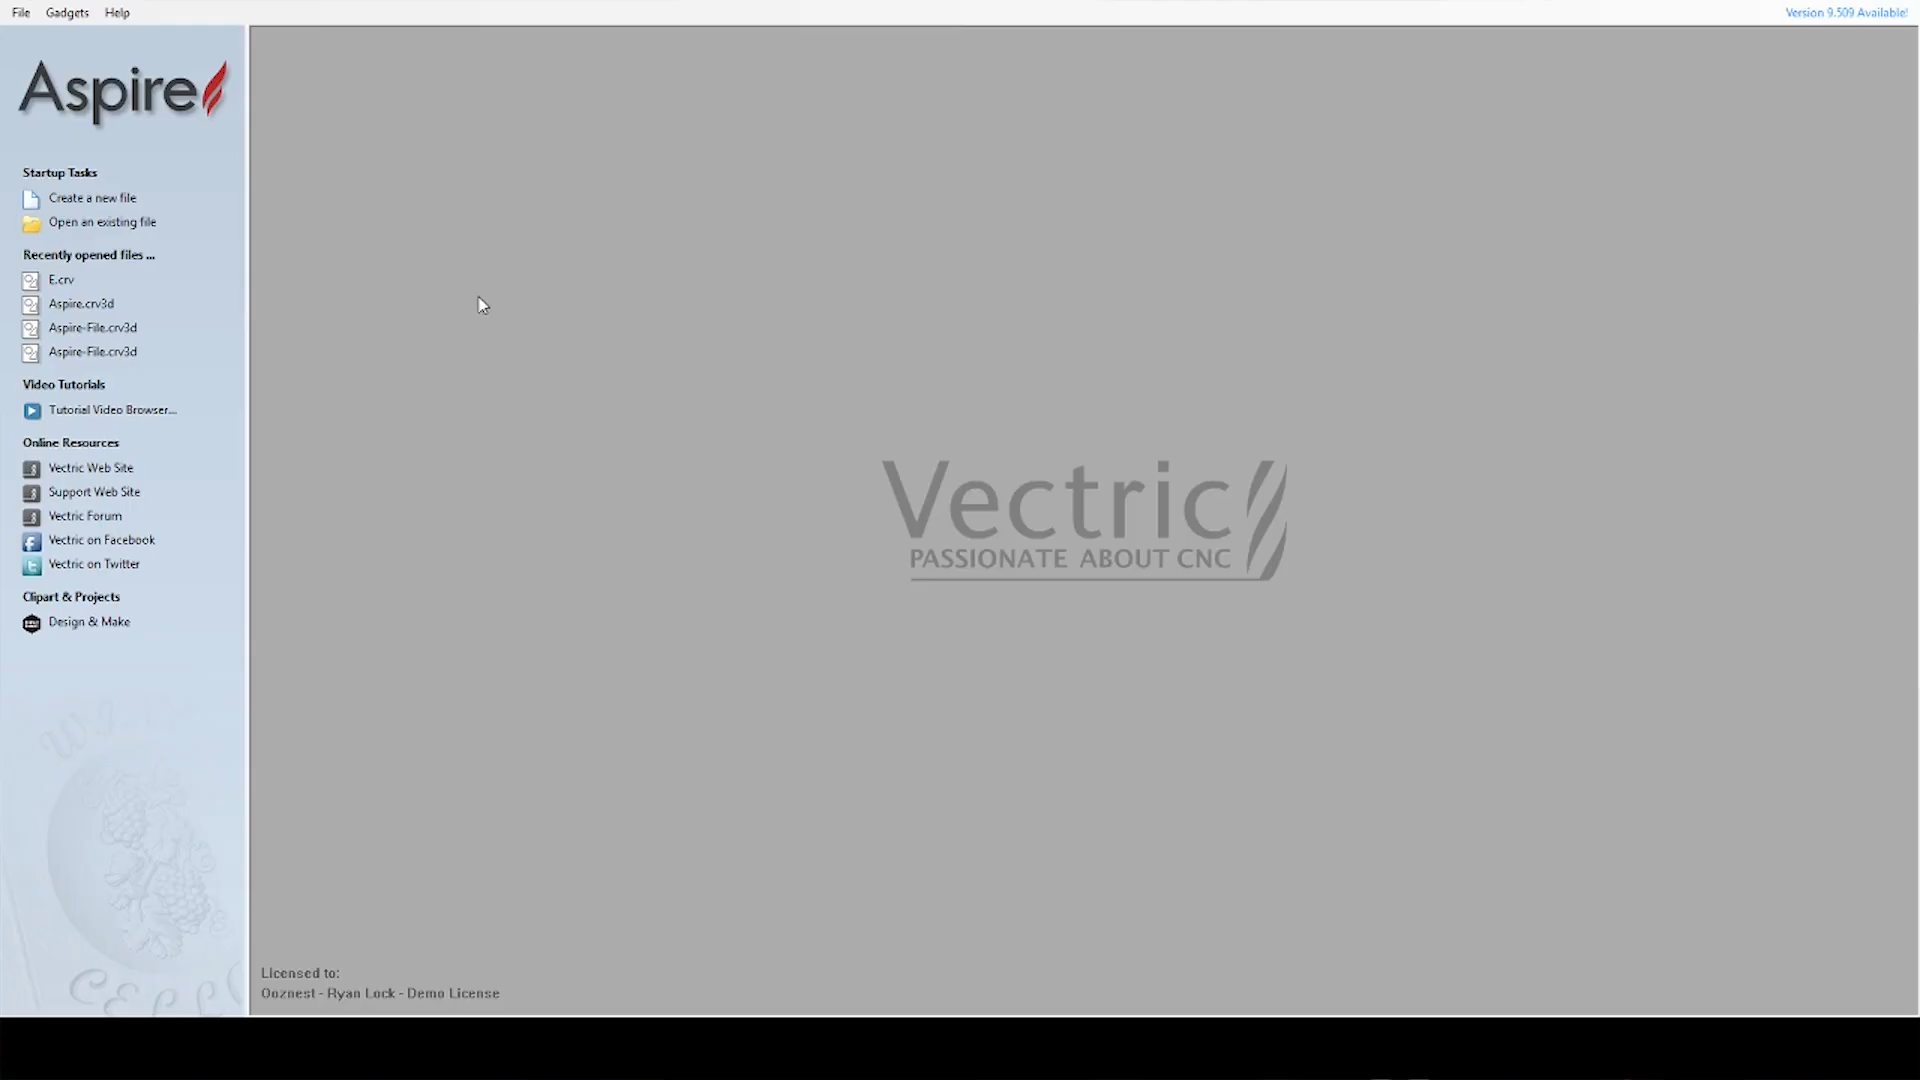 File Gadgets Help
Version 9.509 Available!
Aspire
Startup Tasks
Create a new file
Open an existing file
Recently opened files ...
E.crv
Aspire.crv3d
Aspire-File.crv3d
Aspire-File.crv3d
Video Tutorials
Tutorial Video Browser...
Online Resources
Vectric Web Site
Support Web Site
Vectric Forum
Vectric on Facebook
Vectric on Twitter
Clipart & Projects
Design & Make
Vectric
PASSIONATE ABOUT CNC
Licensed to:
Ooznest - Ryan Lock - Demo License